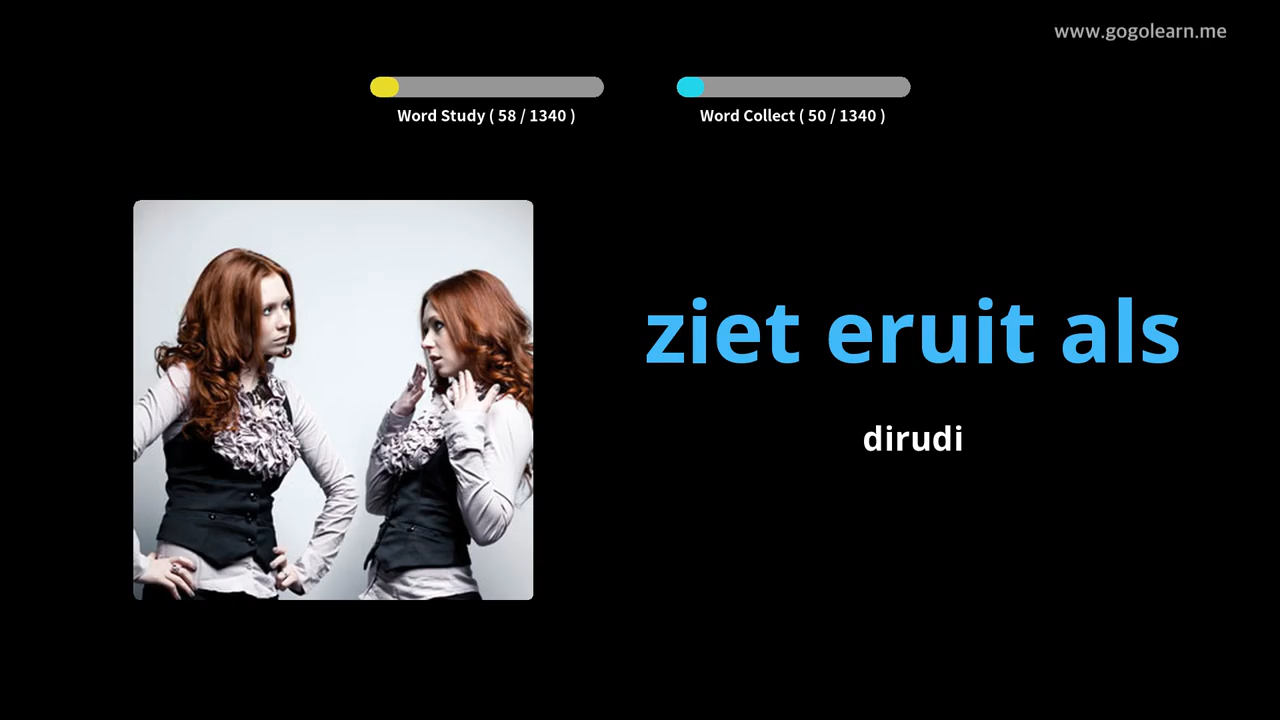 www.gogolearn.me
Word Study ( 58 / 1340 )
Word Collect ( 50 / 1340 )
ziet eruit als
dirudi